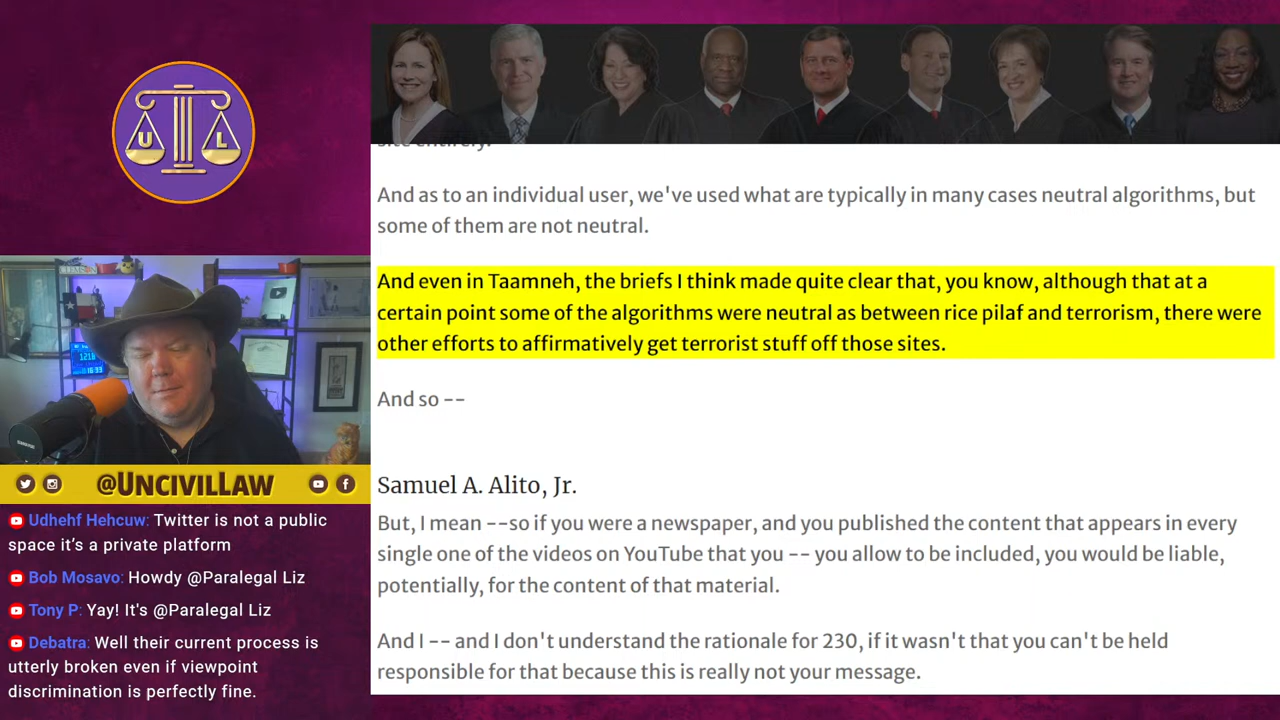 site entirely.
And as to an individual user, we've used what are typically in many cases neutral algorithms, but
some of them are not neutral.
And even in Taamneh, the briefs I think made quite clear that, you know, although that at a
certain point some of the algorithms were neutral as between rice pilaf and terrorism, there were
other efforts to affirmatively get terrorist stuff off those sites.
And so --
Samuel A. Alito, Jr.
But, I mean --so if you were a newspaper, and you published the content that appears in every
single one of the videos on YouTube that you -- you allow to be included, you would be liable,
potentially, for the content of that material.
And I -- and I don't understand the rationale for 230, if it wasn't that you can't be held
responsible for that because this is really not your message.
U L
@UNCIVILLAW
Udhehf Hehcuw: Twitter is not a public
space it's a private platform
Bob Mosavo: Howdy @Paralegal Liz
Tony P: Yay! It's @Paralegal Liz
Debatra: Well their current process is
utterly broken even if viewpoint
discrimination is perfectly fine.